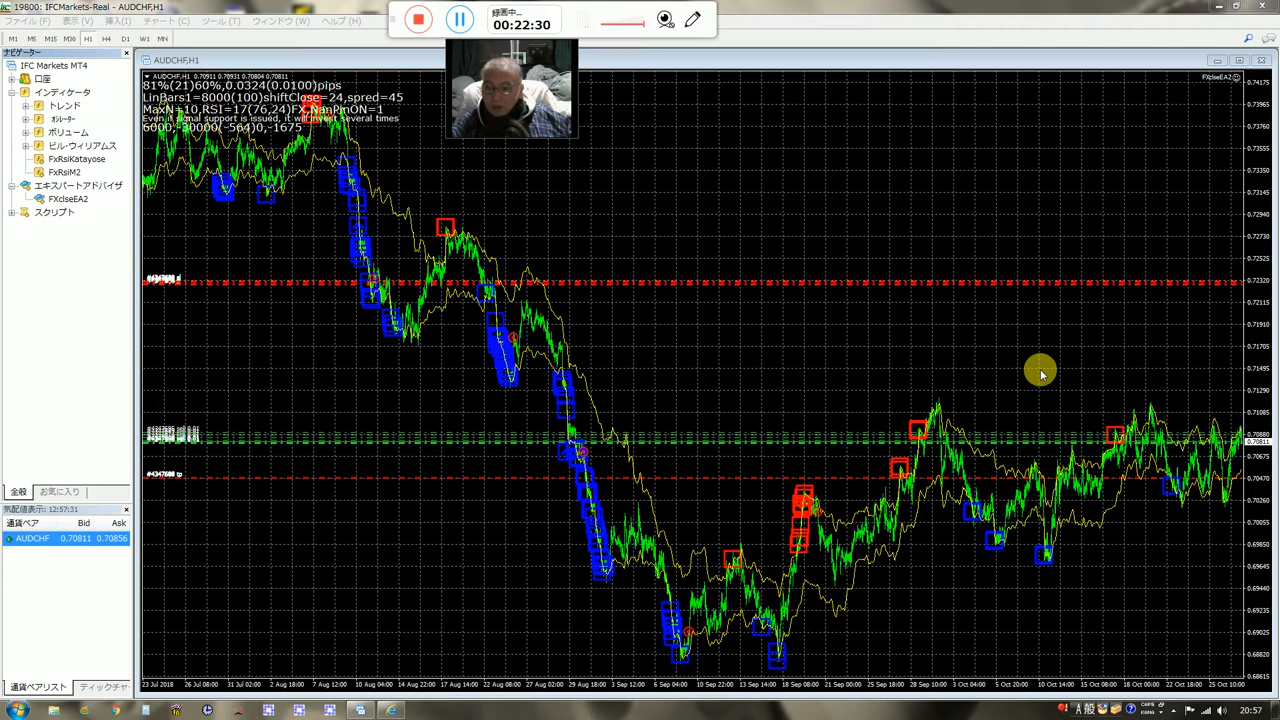 19800: IFCMarkets-Real - AUDCHF,H1
ファイル (F) 表示 (V) 挿入(I) チャート (C) ツール (T) ウィンドウ (W) ヘルプ (H)
録画中...
00:22:30
M1 M5 M15 M30 H1 H4 D1 W1 MN
ナビゲーター
IFC Markets MT4
口座
インディケータ
トレンド
オシレーター
ボリューム
ビル・ウィリアムス
FxRsiKatayose
FxRsiM2
エキスパートアドバイザ
FXclseEA2
スクリプト
全般 お気に入り
気配値表示: 12:57:31
通貨ペア Bid Ask
AUDCHF 0.70811 0.70856
通貨ペアリスト ティックチャ
AUDCHF,H1
AUDCHF,H1 0.70911 0.70931 0.70804 0.70811
FXclseEA2
81%(21)60%,0.0324(0.0100)pips
LinBars1=8000(100)shiftClose=24,spred=45
MaxN=10,RSI=17(76,24)FX,NanPinON=1
Even if signal support is issued, it will invest several times
6000,-30000(-564)0,-1675
#4347600 tp
0.74175
0.73760
0.73555
0.73350
0.73145
0.72940
0.72730
0.72525
0.72320
0.72115
0.71910
0.71705
0.71495
0.71290
0.71085
0.70880
0.70811
0.70675
0.70470
0.70260
0.70055
0.69850
0.69645
0.69440
0.69235
0.69025
0.68820
0.68615
23 Jul 2018 26 Jul 08:00 31 Jul 02:00 2 Aug 18:00 7 Aug 12:00 10 Aug 04:00 14 Aug 22:00 17 Aug 14:00 22 Aug 08:00 27 Aug 02:00 29 Aug 18:00 3 Sep 12:00 6 Sep 04:00 10 Sep 22:00 13 Sep 14:00 18 Sep 08:00 21 Sep 00:00 25 Sep 18:00 28 Sep 10:00 3 Oct 04:00 5 Oct 20:00 10 Oct 14:00 15 Oct 08:00 18 Oct 00:00 22 Oct 18:00 25 Oct 10:00
A 般 CAPS KANA
20:57